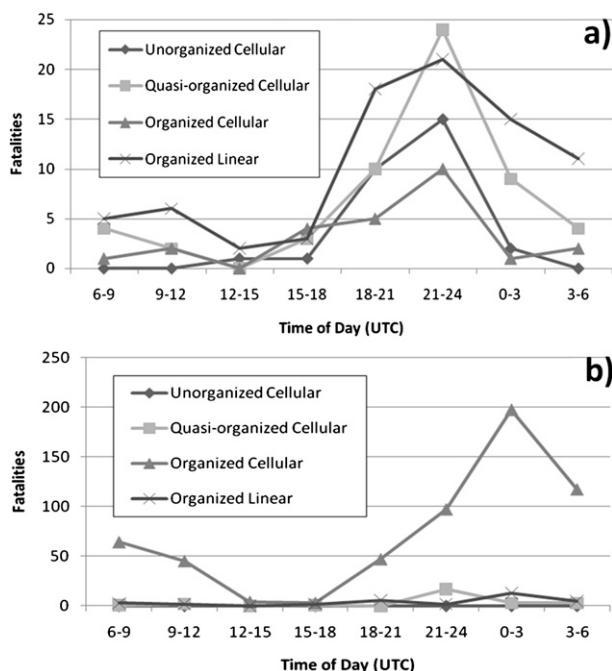 a)
25
20
15
10
5
0
Fatalities
Unorganized Cellular
Quasi-organized Cellular
Organized Cellular
Organized Linear
6-9 9-12 12-15 15-18 18-21 21-24 0-3 3-6
Time of Day (UTC)
b)
250
200
150
100
50
0
Fatalities
Unorganized Cellular
Quasi-organized Cellular
Organized Cellular
Organized Linear
6-9 9-12 12-15 15-18 18-21 21-24 0-3 3-6
Time of Day (UTC)